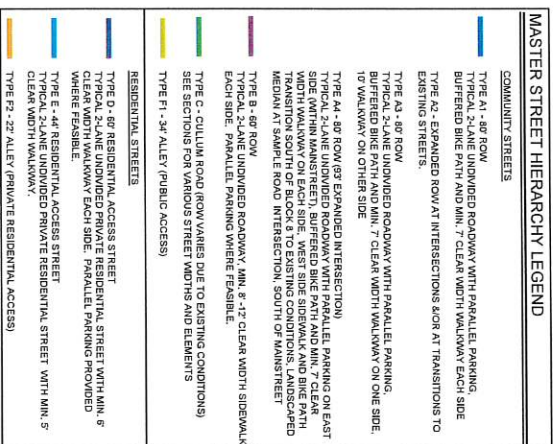 MASTER STREET HIERARCHY LEGEND
COMMUNITY STREETS
TYPE A1 - 80' ROW
TYPICAL 2-LANE UNDIVIDED ROADWAY WITH PARALLEL PARKING,
BUFFERED BIKE PATH AND MIN. 7' CLEAR WIDTH WALKWAY EACH SIDE
TYPE A2 - EXPANDED ROW AT INTERSECTIONS &/OR AT TRANSITIONS TO
EXISTING STREETS.
TYPE A3 - 80' ROW
TYPICAL 2-LANE UNDIVIDED ROADWAY WITH PARALLEL PARKING,
BUFFERED BIKE PATH AND MIN. 7' CLEAR WIDTH WALKWAY ON ONE SIDE,
10' WALKWAY ON OTHER SIDE
TYPE A4 - 80' ROW (93' EXPANDED INTERSECTION)
TYPICAL 2-LANE UNDIVIDED ROADWAY WITH PARALLEL PARKING ON EAST
SIDE (WITHIN MAINSTREET), BUFFERED BIKE PATH AND MIN. 7' CLEAR
WIDTH WALKWAY ON EACH SIDE, WEST SIDE SIDEWALK AND BIKE PATH
TRANSITION SOUTH OF BLOCK 8 TO EXISTING CONDITIONS, LANDSCAPED
MEDIAN AT SAMPLE ROAD INTERSECTION, SOUTH OF MAINSTREET
TYPE B - 60' ROW
TYPICAL 2-LANE UNDIVIDED ROADWAY, MIN. 8'-12' CLEAR WIDTH SIDEWALK
EACH SIDE. PARALLEL PARKING WHERE FEASIBLE.
TYPE C - CULLUM ROAD (ROW VARIES DUE TO EXISTING CONDITIONS)
SEE SECTIONS FOR VARIOUS STREET WIDTHS AND ELEMENTS
TYPE F1 - 34' ALLEY (PUBLIC ACCESS)
RESIDENTIAL STREETS
TYPE D - 60' RESIDENTIAL ACCESS STREET
TYPICAL 2-LANE UNDIVIDED PRIVATE RESIDENTIAL STREET WITH MIN. 6'
CLEAR WIDTH WALKWAY EACH SIDE. PARALLEL PARKING PROVIDED
WHERE FEASIBLE.
TYPE E - 44' RESIDENTIAL ACCESS STREET
TYPICAL 2-LANE UNDIVIDED PRIVATE RESIDENTIAL STREET WITH MIN. 5'
CLEAR WIDTH WALKWAY.
TYPE F2 - 22' ALLEY (PRIVATE RESIDENTIAL ACCESS)